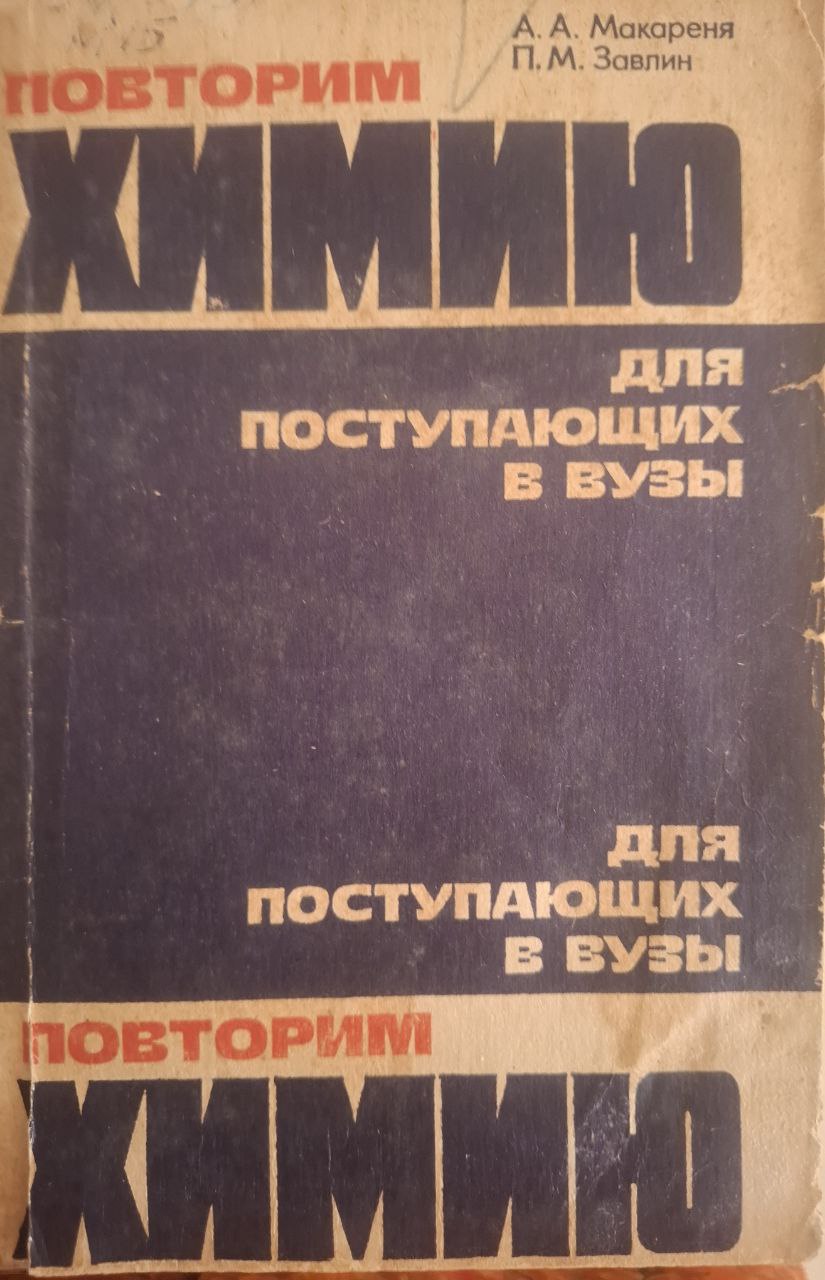 А. А. Макареня
П. М. Завлин
ПОВТОРИМ
ХИМИЮ
ДЛЯ
ПОСТУПАЮЩИХ
В ВУЗЫ
ДЛЯ
ПОСТУПАЮЩИХ
В ВУЗЫ
ПОВТОРИМ
ХИМИЮ